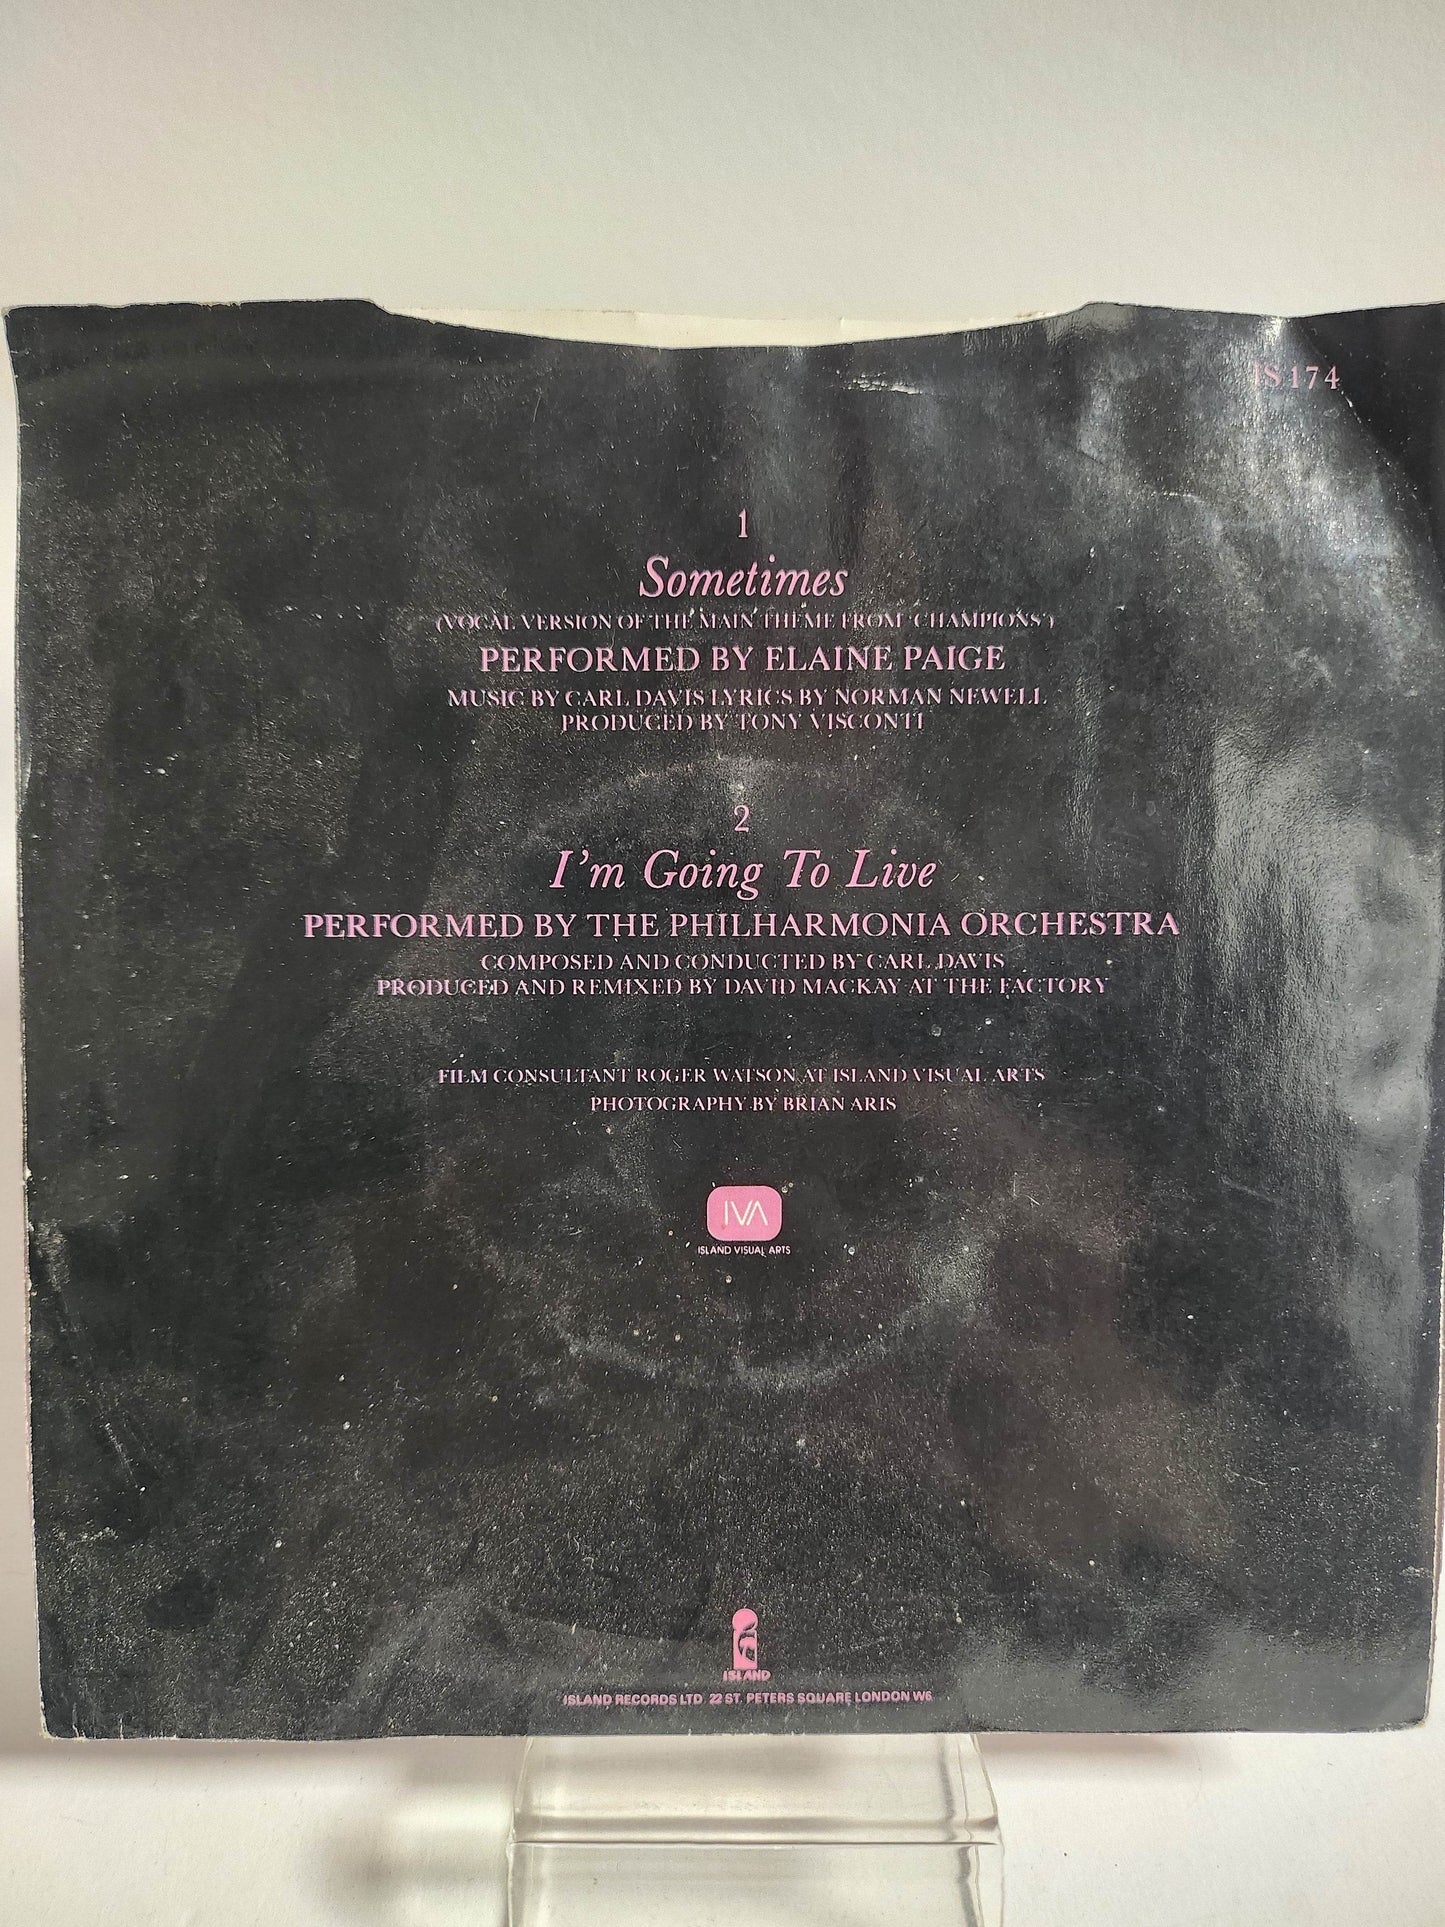 IS 174
1
Sometimes
(VOCAL VERSION OF THE MAIN THEME FROM 'CHAMPIONS')
PERFORMED BY ELAINE PAIGE
MUSIC BY CARL DAVIS LYRICS BY NORMAN NEWELL
PRODUCED BY TONY VISCONTI
2
I'm Going To Live
PERFORMED BY THE PHILHARMONIA ORCHESTRA
COMPOSED AND CONDUCTED BY CARL DAVIS
PRODUCED AND REMIXED BY DAVID MACKAY AT THE FACTORY
FILM CONSULTANT ROGER WATSON AT ISLAND VISUAL ARTS
PHOTOGRAPHY BY BRIAN ARIS
IVA
ISLAND VISUAL ARTS
ISLAND
ISLAND RECORDS LTD 22 ST. PETERS SQUARE LONDON W6